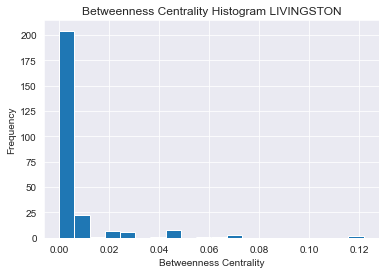 Betweenness Centrality Histogram LIVINGSTON
200
175
150
125
100
75
50
25
0
Frequency
0.00 0.02 0.04 0.06 0.08 0.10 0.12
Betweenness Centrality